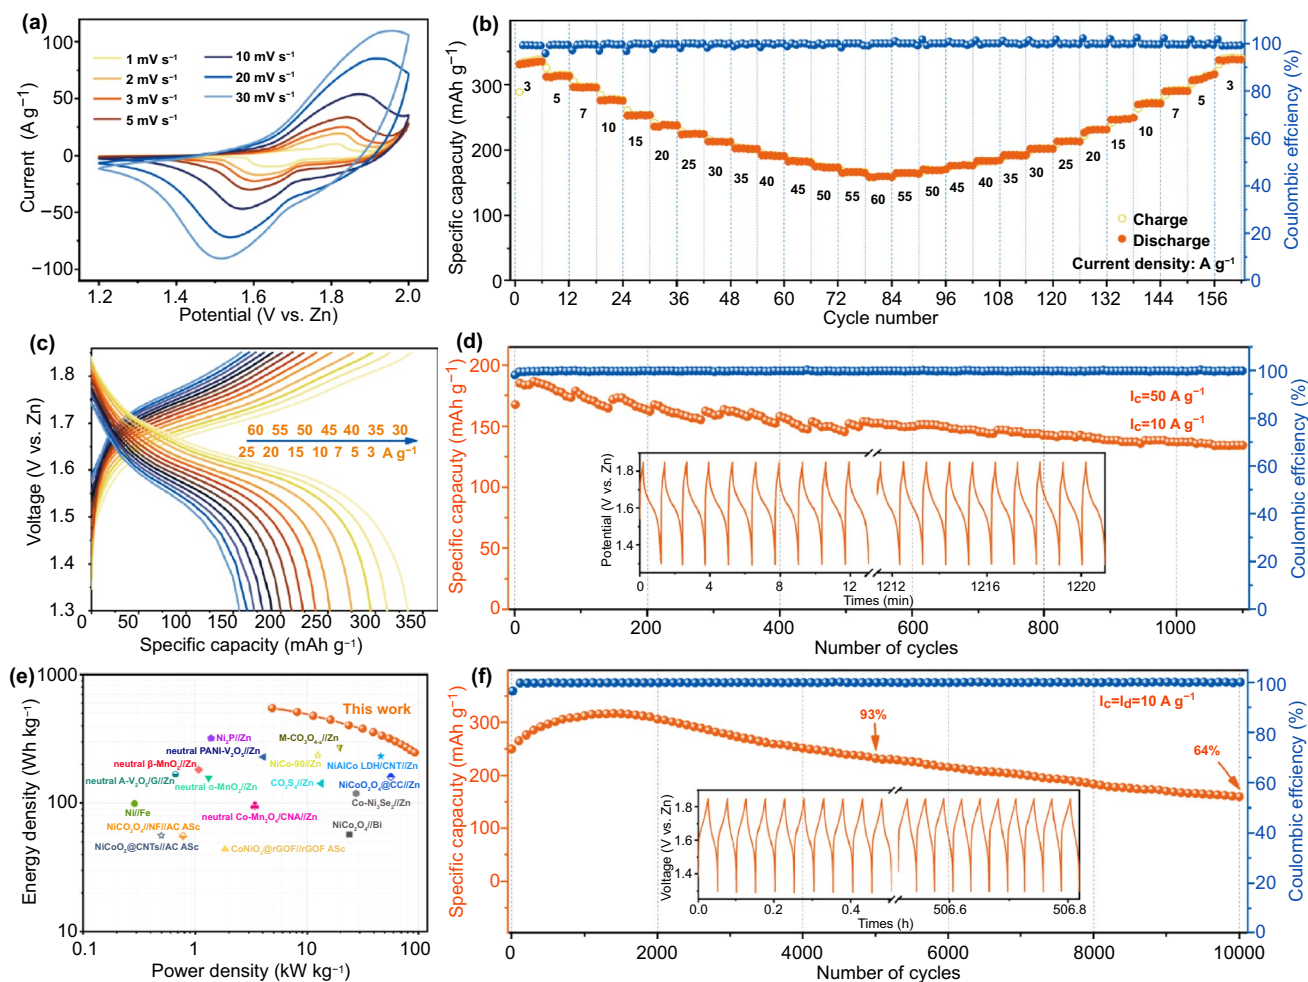 (a)
100
50
0
−50
−100
Current (A g⁻¹)
1 mV s⁻¹
2 mV s⁻¹
3 mV s⁻¹
5 mV s⁻¹
10 mV s⁻¹
20 mV s⁻¹
30 mV s⁻¹
1.2 1.4 1.6 1.8 2.0
Potential (V vs. Zn)
(b)
300
200
100
0
Specific capacuty (mAh g⁻¹)
3 5 7 10 15 20 25 30 35 40 45 50 55 60 55 50 45 40 35 30 25 20 15 10 7 5 3
Charge
Discharge
Current density: A g⁻¹
0 12 24 36 48 60 72 84 96 108 120 132 144 156
Cycle number
100
80
60
40
20
0
Coulombic effciency (%)
(c)
1.8
1.7
1.6
1.5
1.4
1.3
Voltage (V vs. Zn)
60 55 50 45 40 35 30
25 20 15 10 7 5 3 A g⁻¹
0 50 100 150 200 250 300 350
Specific capacity (mAh g⁻¹)
(d)
200
150
100
50
0
Specific capacity (mAh g⁻¹)
I_c=50 A g⁻¹
I_c=10 A g⁻¹
1.8
1.6
1.4
Potential (V vs. Zn)
0 4 8 12 1212 1216 1220
Times (min)
0 200 400 600 800 1000
Number of cycles
100
80
60
40
20
0
Coulombic efficiency (%)
(e)
1000
100
10
Energy density (Wh kg⁻¹)
This work
Ni₂P//Zn
M-CO₃O₄₋ₓ//Zn
neutral PANI-V₂O₅//Zn
NiCo-90//Zn
neutral β-MnO₂//Zn
NiAlCo LDH/CNT//Zn
neutral A-V₂O₅/G//Zn
neutral α-MnO₂//Zn
CO₃S₄//Zn
NiCoO₂O₄@CC//Zn
Co-Ni₃Se₂//Zn
Ni//Fe
neutral Co-Mn₃O₄/CNA//Zn
NiCO₂O₄//NF//AC ASc
NiCo₂O₄//Bi
NiCoO₂@CNTs//AC ASc
CoNiO₂@rGOF//rGOF ASc
0.1 1 10 100
Power density (kW kg⁻¹)
(f)
300
200
150
100
0
Specific capacity (mAh g⁻¹)
I_c=I_d=10 A g⁻¹
93%
64%
1.8
1.6
1.4
Voltage (V vs. Zn)
0.0 0.2 0.4 506.6 506.8
Times (h)
0 2000 4000 6000 8000 10000
Number of cycles
100
80
60
40
20
0
Coulombic efficiency (%)